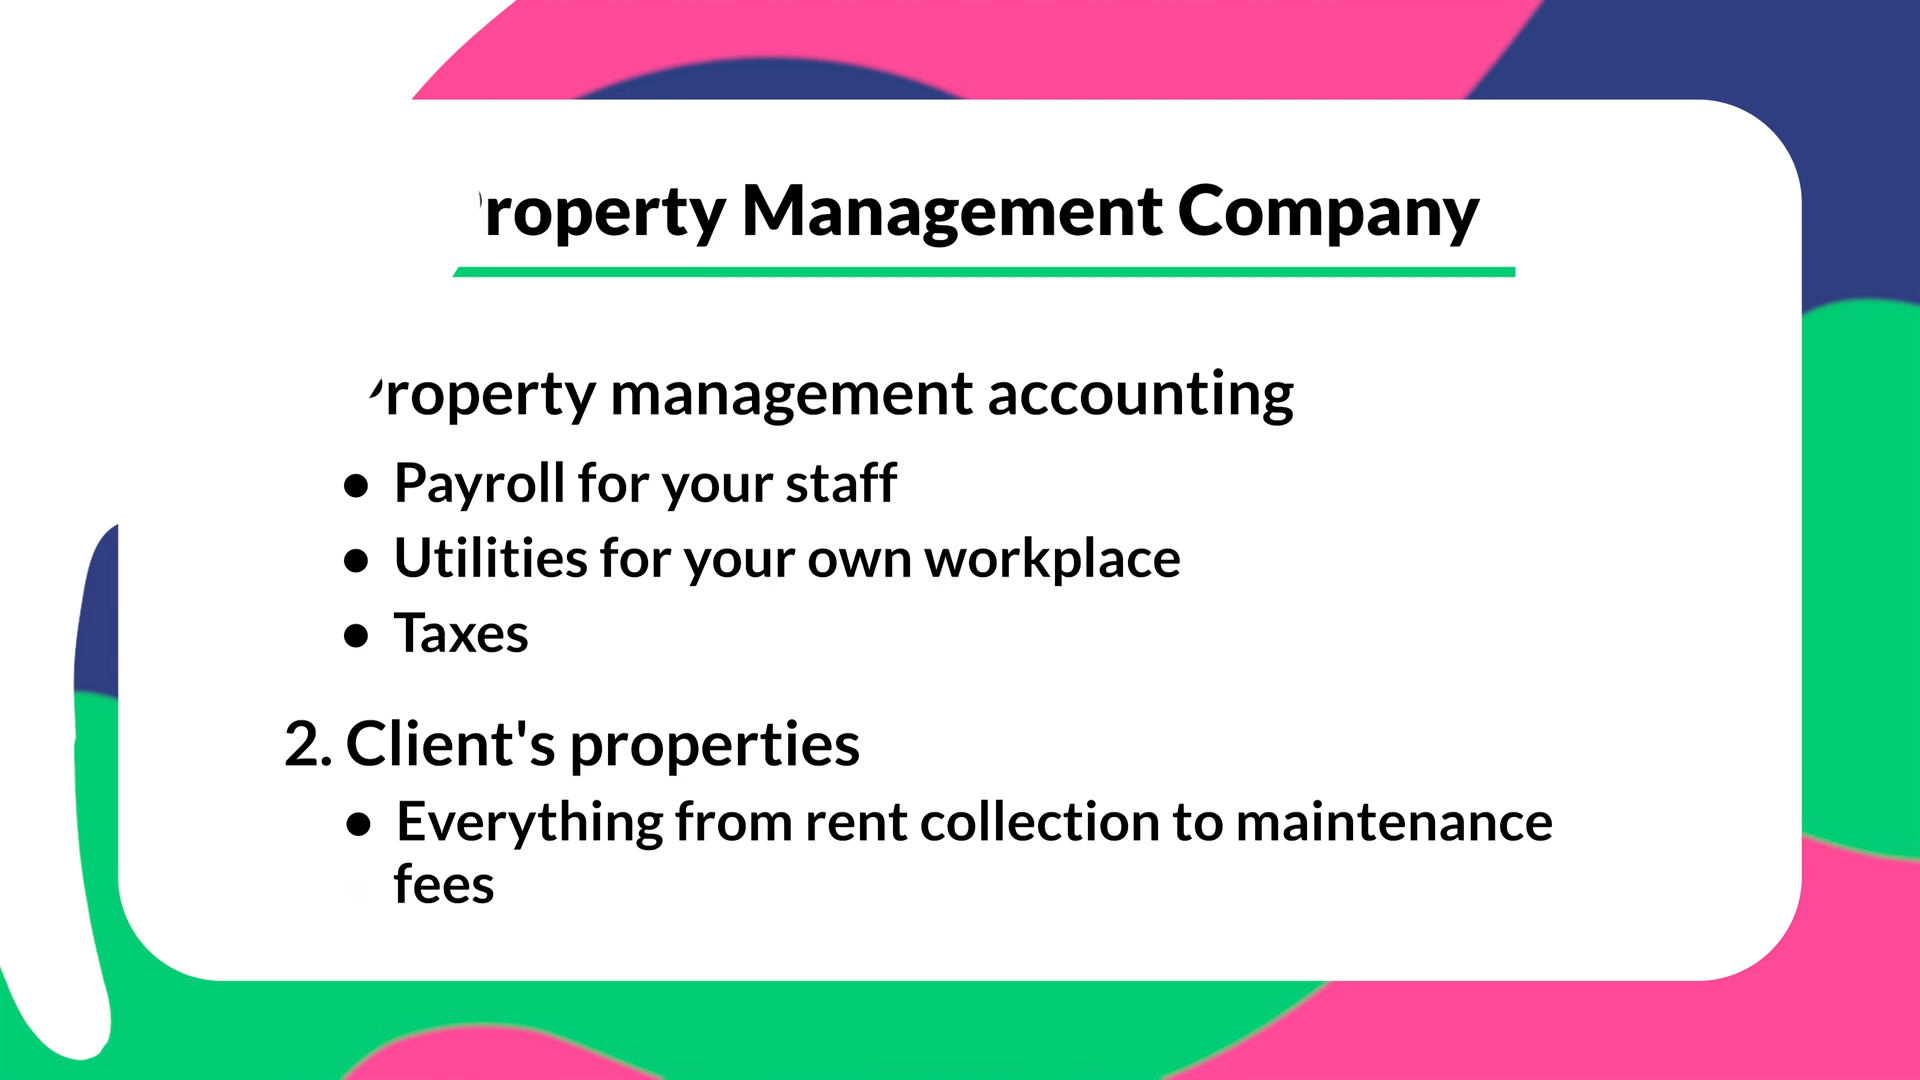 roperty Management Company
roperty management accounting
• Payroll for your staff
• Utilities for your own workplace
• Taxes
2. Client's properties
• Everything from rent collection to maintenance
fees